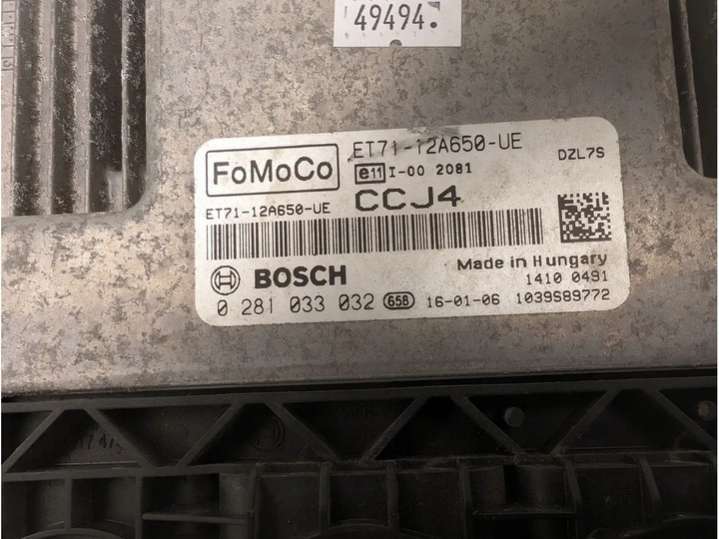 49494.
FoMoCo
ET71-12A650-UE
e11 I-00 2081
DZL7S
ET71-12A650-UE
CCJ4
BOSCH
Made in Hungary
1410 0491
0 281 033 032 658 16-01-06 1039S89772